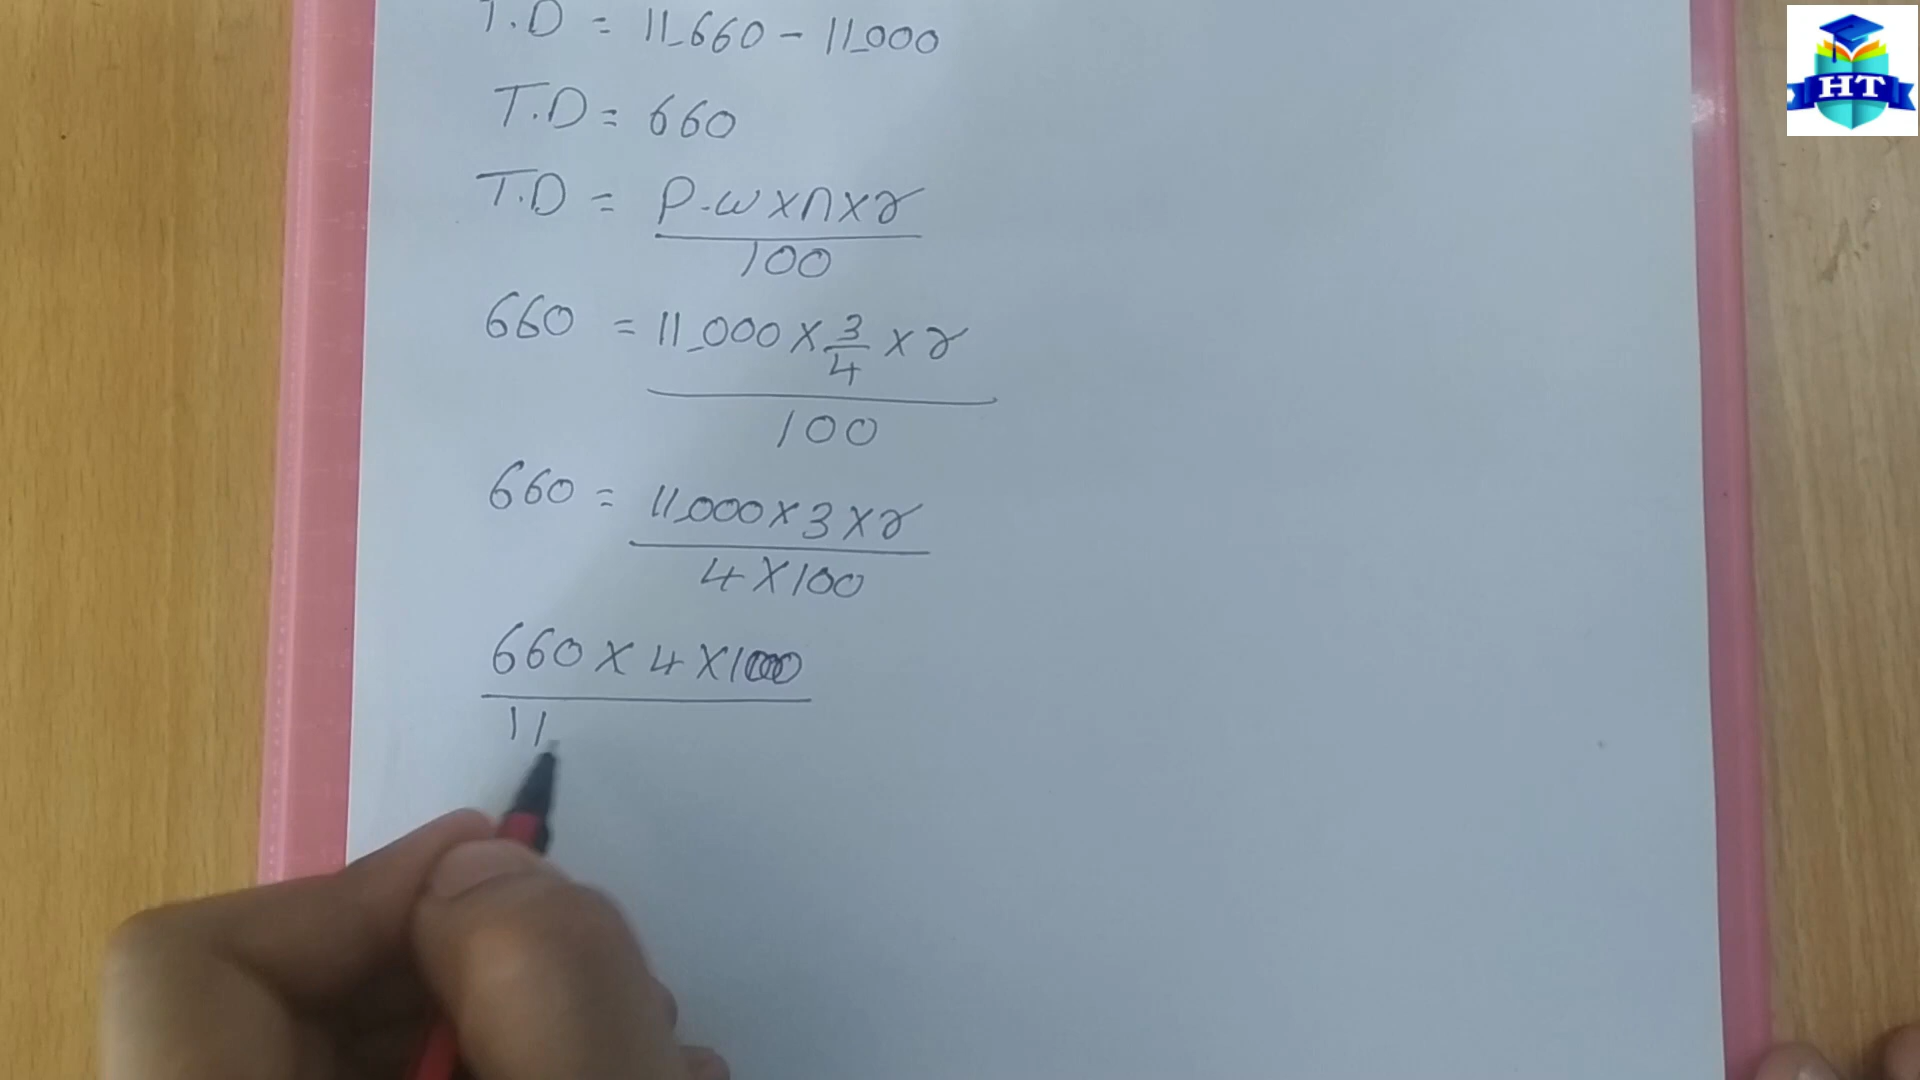 T.D = 11,660 - 11,000
HT
T.D = 660
T.D = P.W × n × r
100
660 = 11,000 × 3/4 × r
100
660 = 11,000 × 3 × r
4 × 100
660 × 4 × 100
11